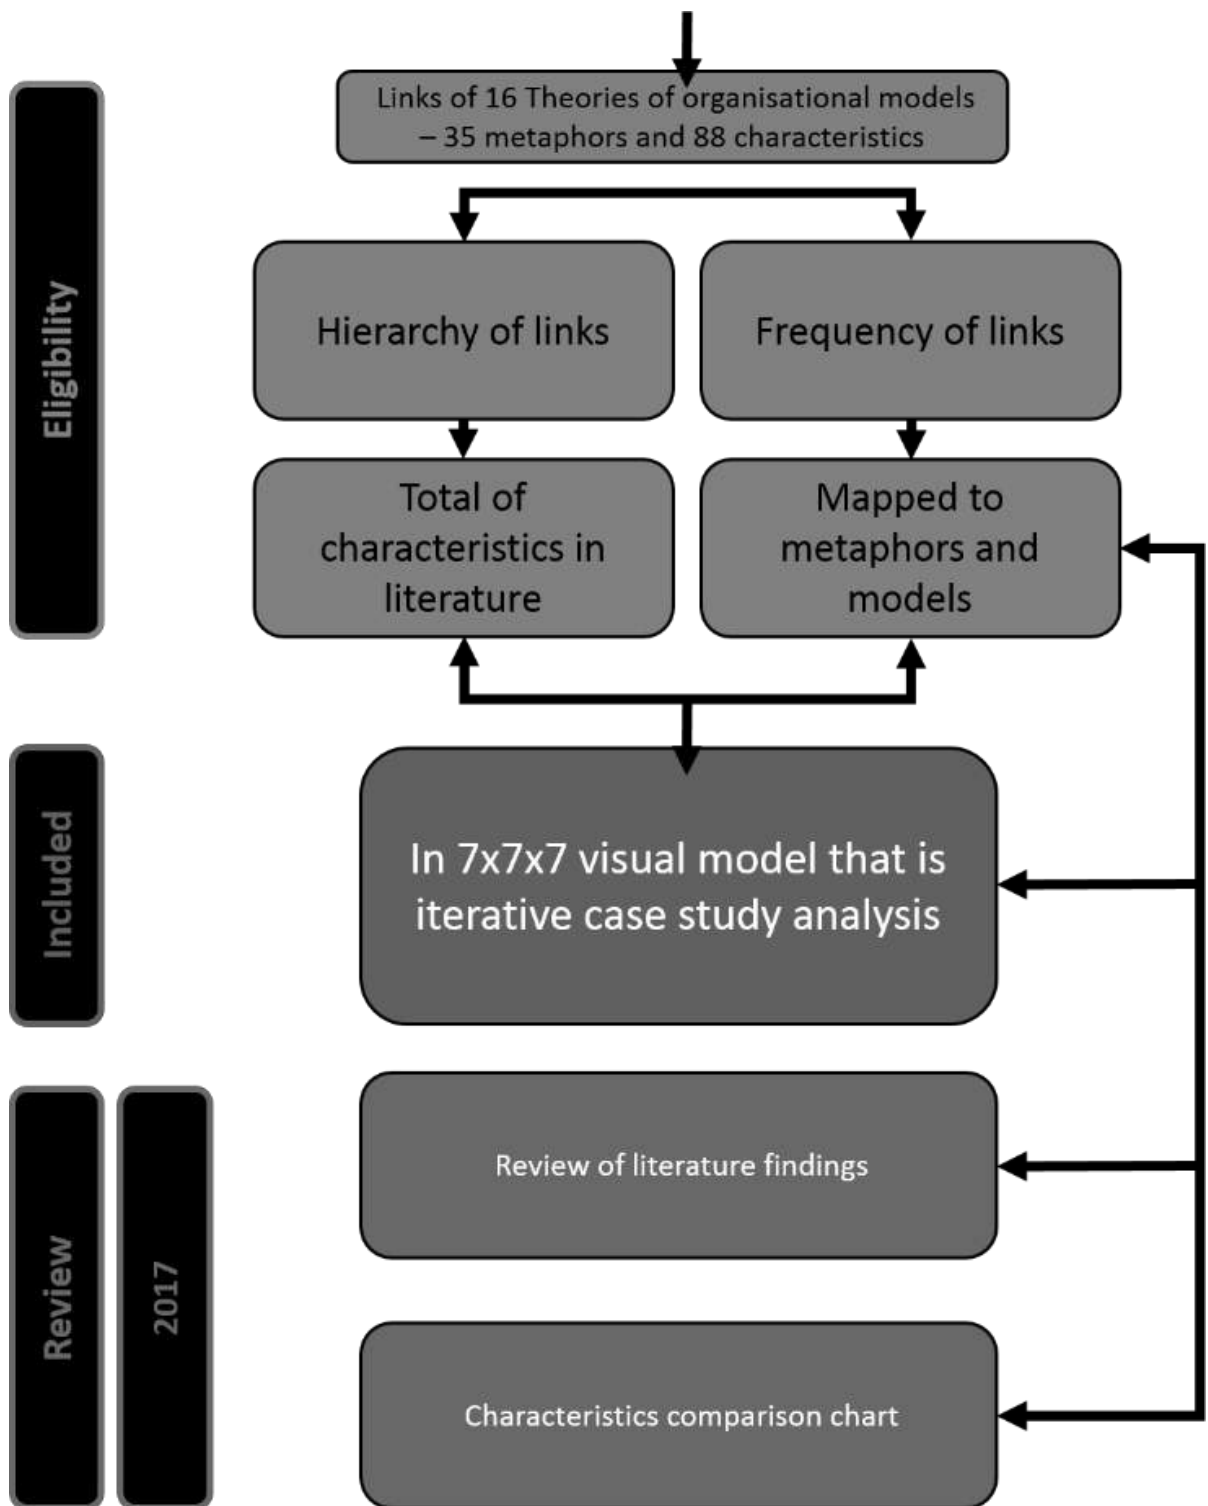 Links of 16 Theories of organisational models
– 35 metaphors and 88 characteristics
Eligibility
Hierarchy of links
Frequency of links
Total of
characteristics in
literature
Mapped to
metaphors and
models
Included
In 7x7x7 visual model that is
iterative case study analysis
Review
2017
Review of literature findings
Characteristics comparison chart